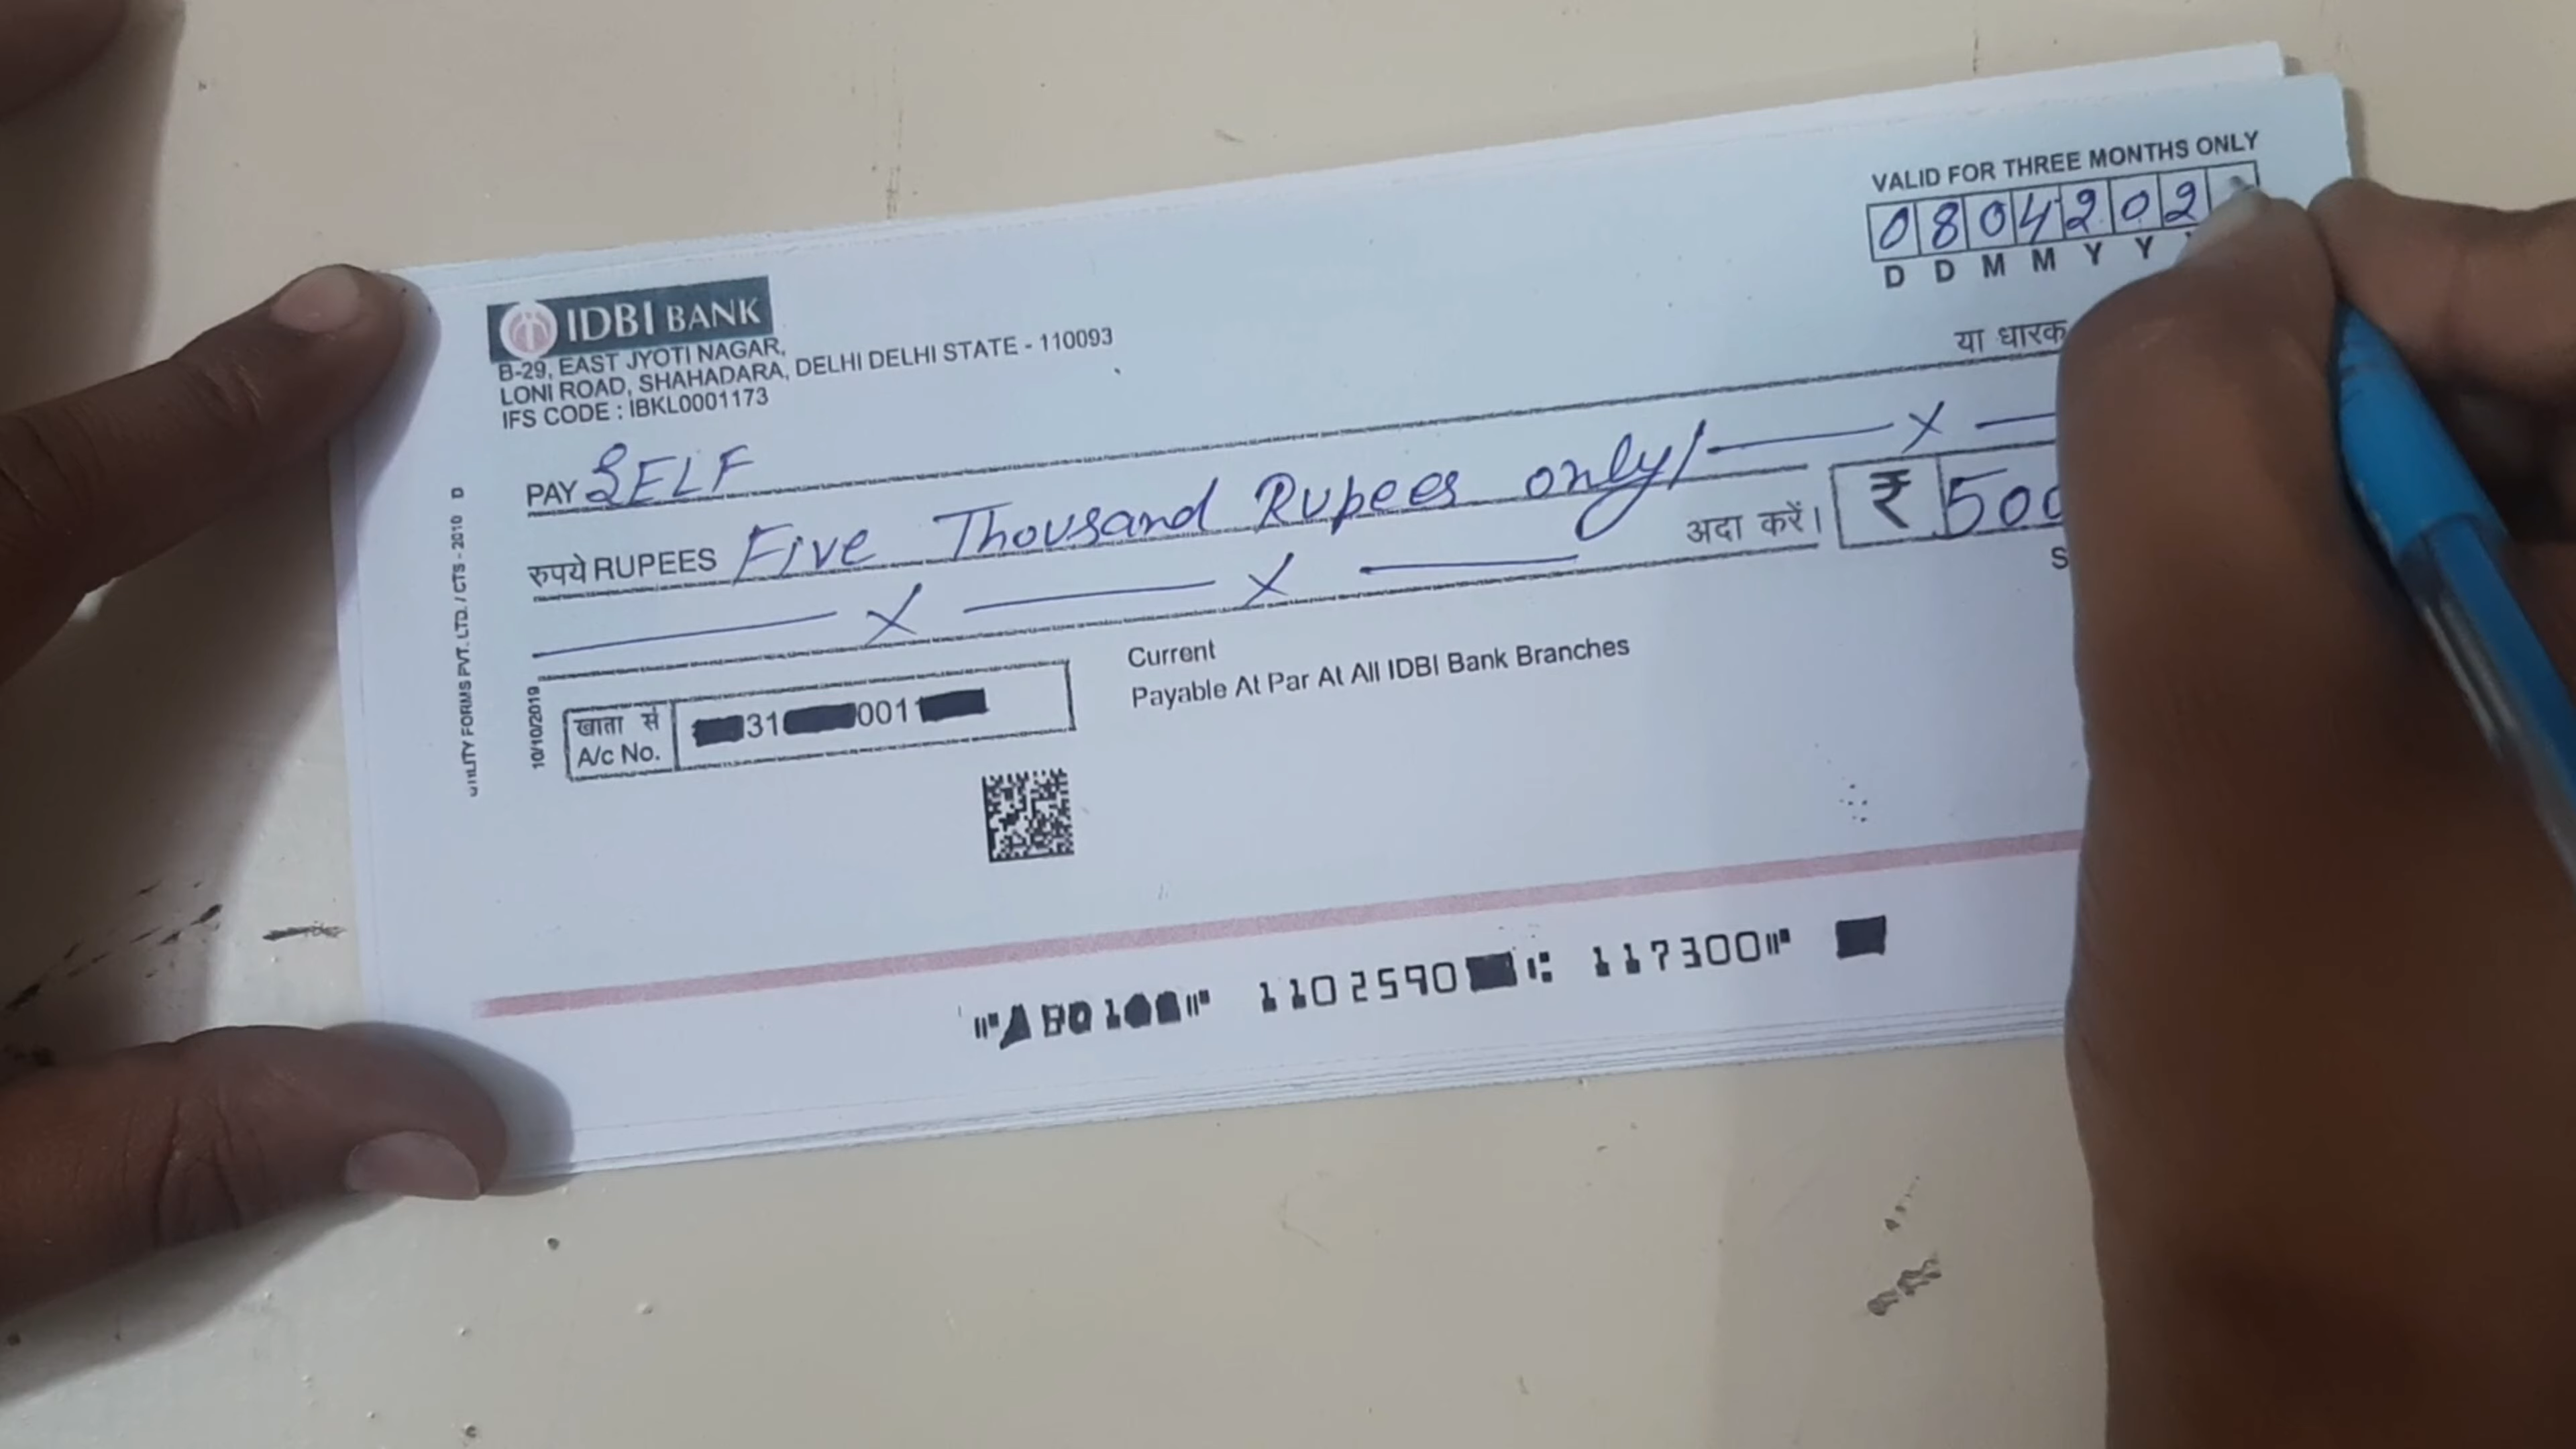 VALID FOR THREE MONTHS ONLY
0 8 0 4 2 0 2
D D M M Y Y
IDBI BANK
B-29, EAST JYOTI NAGAR,
LONI ROAD, SHAHADARA, DELHI DELHI STATE - 110093
IFS CODE : IBKL0001173
या धारक
PAY SELF
रुपये RUPEES Five Thousand Rupees only/ — x —
अदा करें। ₹ 500
— x — x —
खाता सं
A/c No.
31 001
Current
Payable At Par At All IDBI Bank Branches
UTILITY FORMS PVT. LTD. / CTS - 2010 D
10/10/2019
1102590 117300